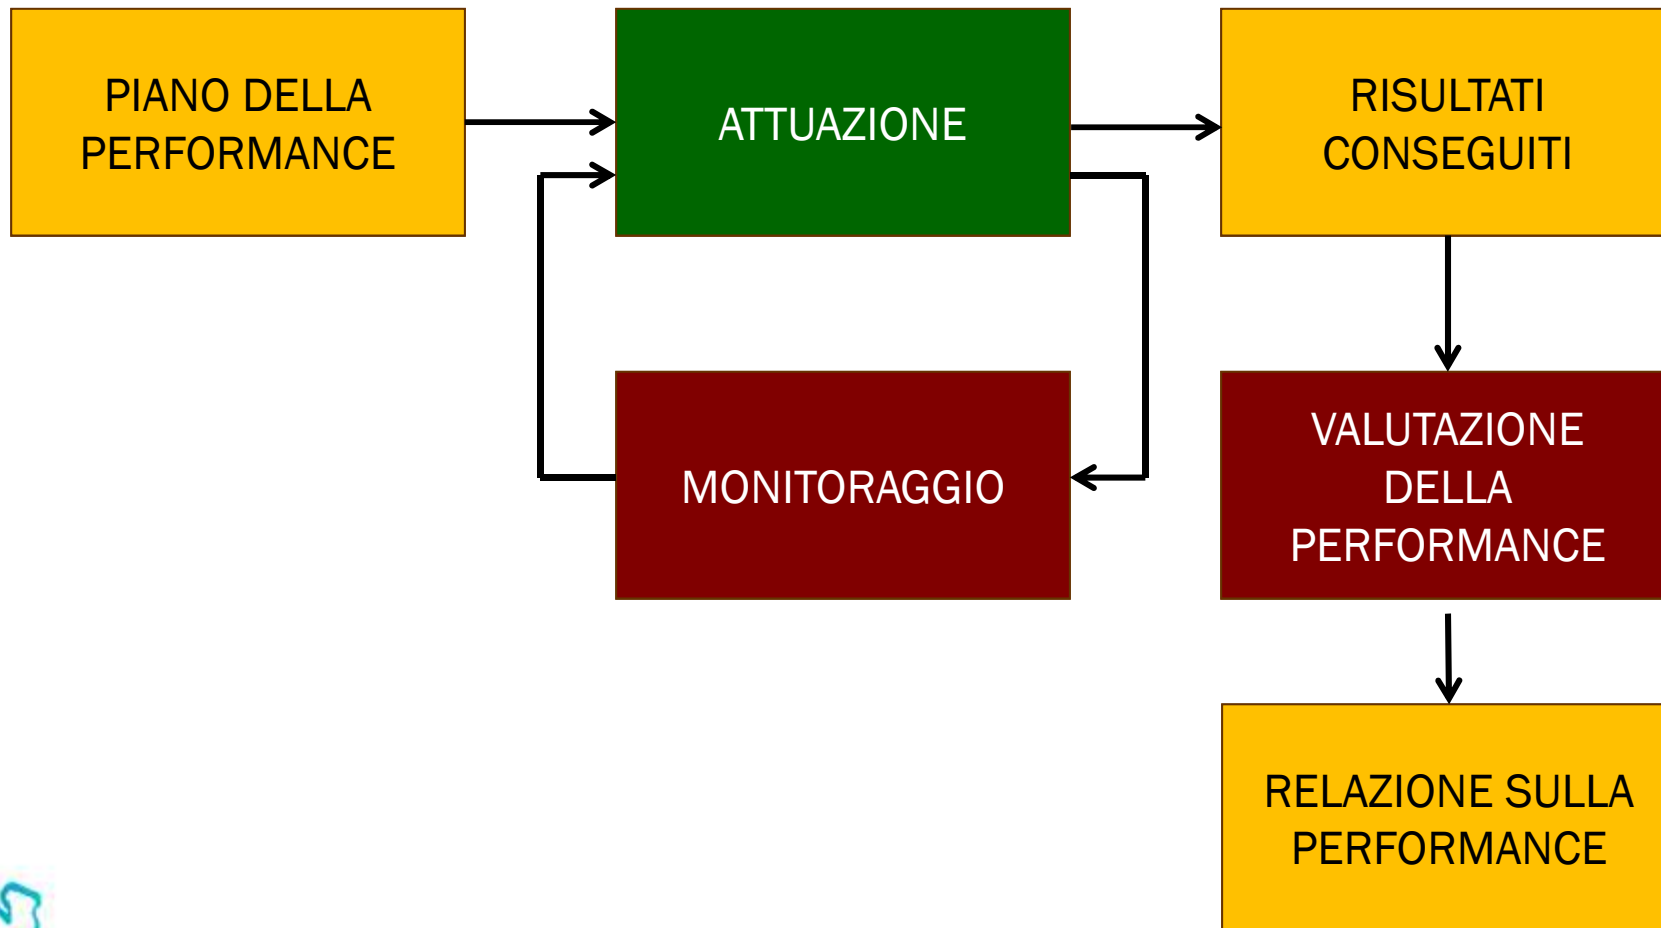 PIANO DELLA
PERFORMANCE
ATTUAZIONE
RISULTATI
CONSEGUITI
MONITORAGGIO
VALUTAZIONE
DELLA
PERFORMANCE
RELAZIONE SULLA
PERFORMANCE